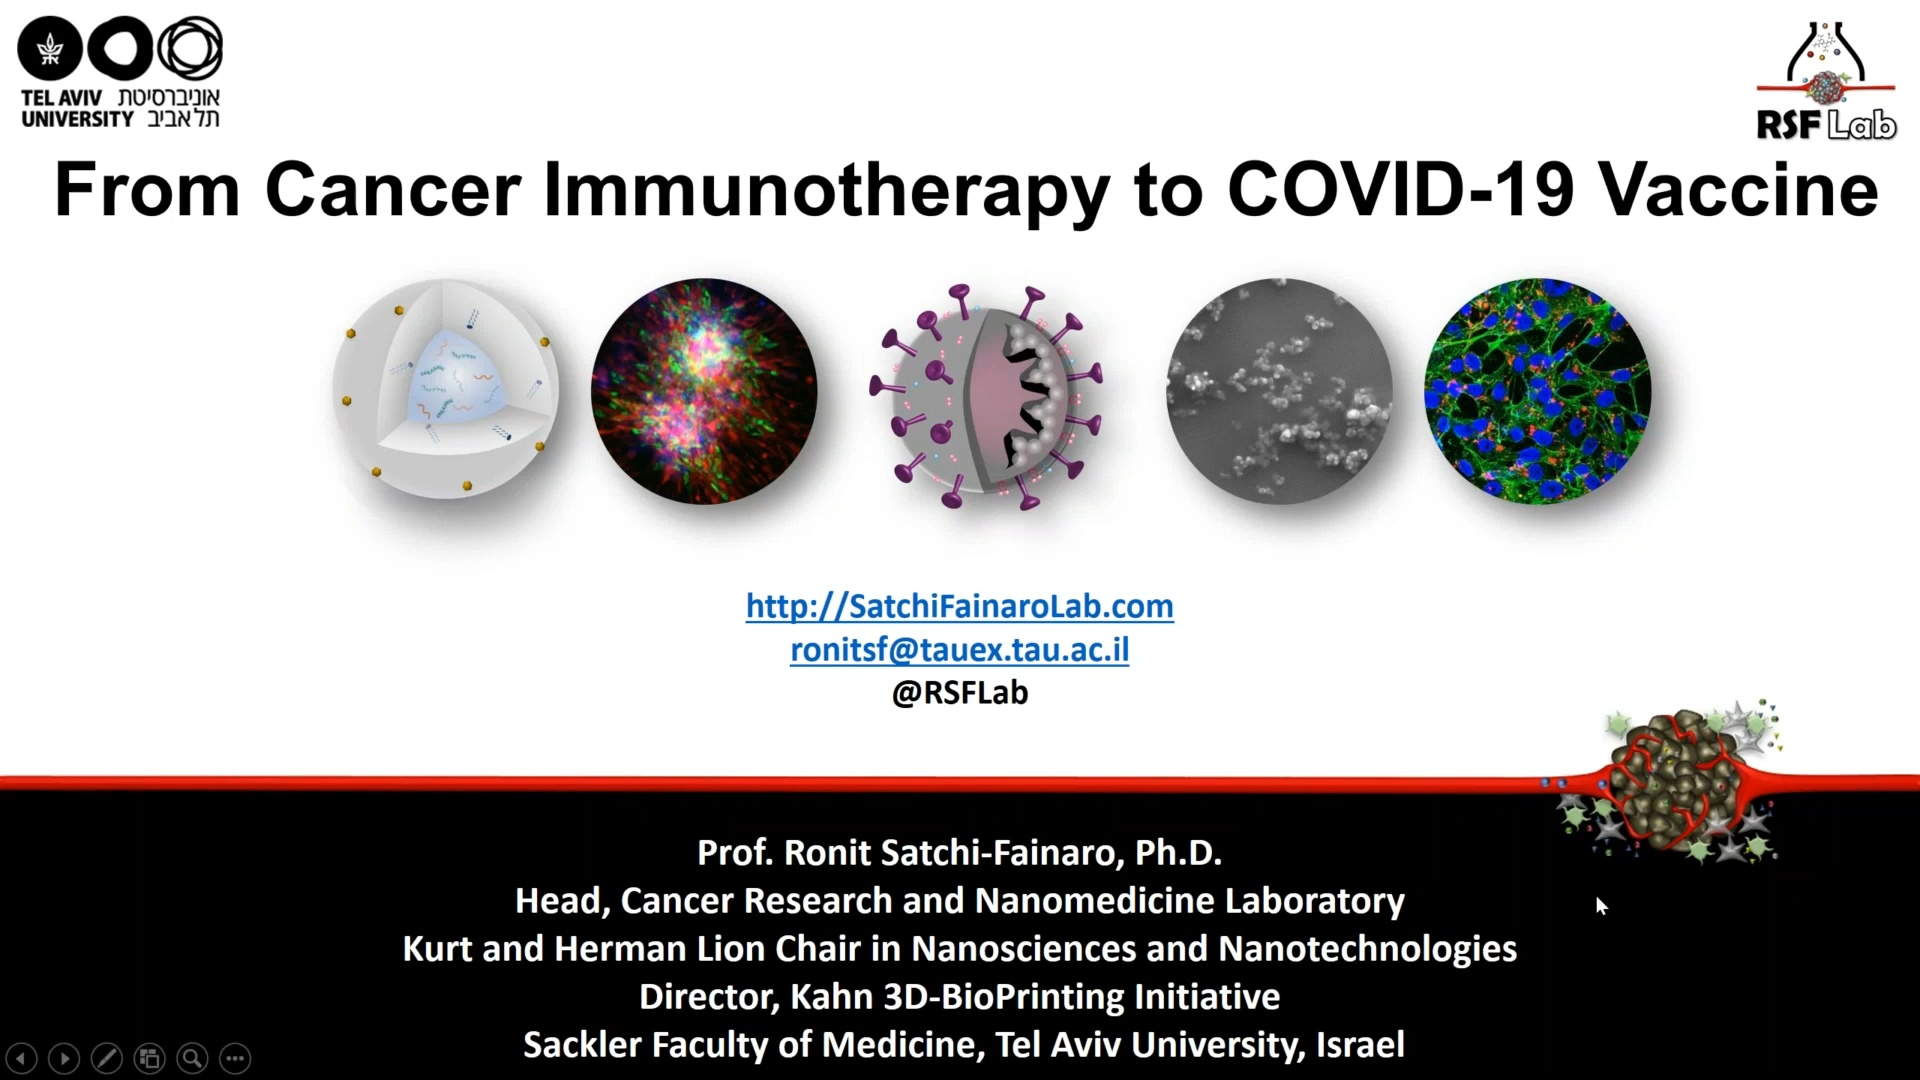 TEL AVIV אוניברסיטת
UNIVERSITY תל אביב
RSF Lab
From Cancer Immunotherapy to COVID-19 Vaccine
http://SatchiFainaroLab.com
ronitsf@tauex.tau.ac.il
@RSFLab
Prof. Ronit Satchi-Fainaro, Ph.D.
Head, Cancer Research and Nanomedicine Laboratory
Kurt and Herman Lion Chair in Nanosciences and Nanotechnologies
Director, Kahn 3D-BioPrinting Initiative
Sackler Faculty of Medicine, Tel Aviv University, Israel